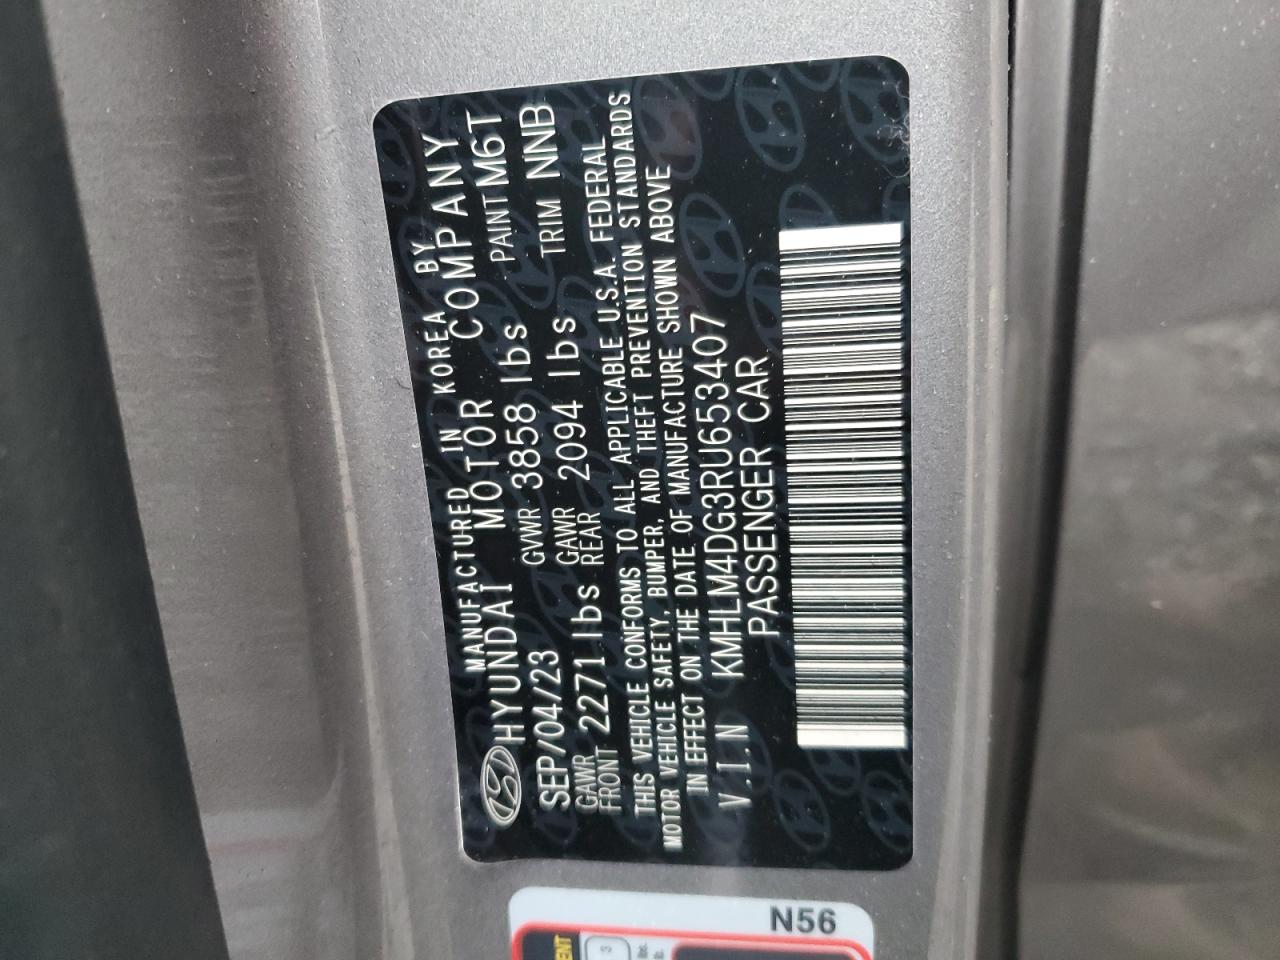 MANUFACTURED IN KOREA BY
HYUNDAI MOTOR COMPANY
SEP/04/23 GVWR 3858 lbs PAINT M6T
GAWR FRONT 2271 lbs GAWR REAR 2094 lbs TRIM NNB
THIS VEHICLE CONFORMS TO ALL APPLICABLE U.S.A. FEDERAL
MOTOR VEHICLE SAFETY, BUMPER, AND THEFT PREVENTION STANDARDS
IN EFFECT ON THE DATE OF MANUFACTURE SHOWN ABOVE
V.I.N KMHLM4DG3RU653407
PASSENGER CAR
N56
3